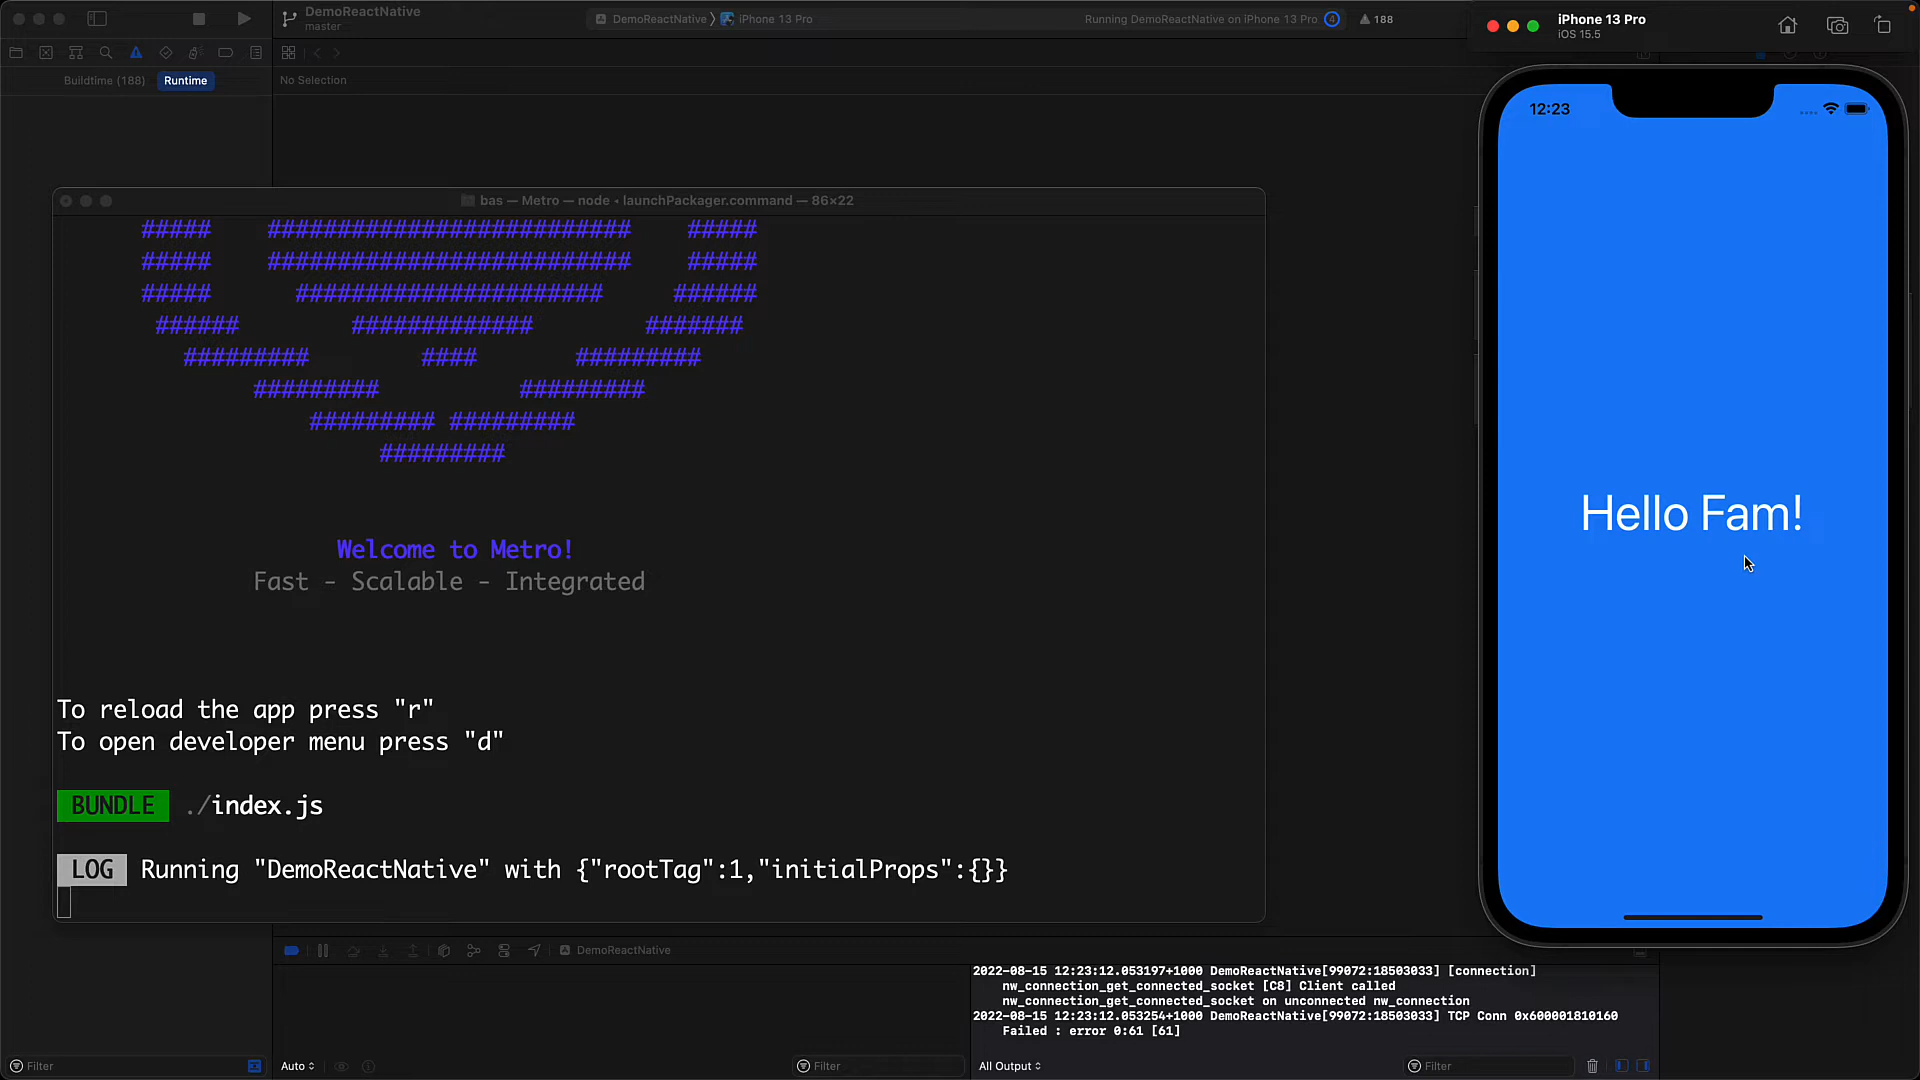 DemoReactNative
master
DemoReactNative
iPhone 13 Pro
Running DemoReactNative on iPhone 13 Pro
4
188
iPhone 13 Pro
iOS 15.5
Buildtime (188)
Runtime
No Selection
12:23
bas — Metro — node ◂ launchPackager.command — 86×22
##### ########################## #####
##### ########################## #####
##### ###################### ######
###### ############# #######
######### #### #########
######### #########
######### #########
#########
Hello Fam!
Welcome to Metro!
Fast - Scalable - Integrated
To reload the app press "r"
To open developer menu press "d"
BUNDLE ./index.js
LOG Running "DemoReactNative" with {"rootTag":1,"initialProps":{}}
DemoReactNative
2022-08-15 12:23:12.053197+1000 DemoReactNative[99072:18503033] [connection]
nw_connection_get_connected_socket [C8] Client called
nw_connection_get_connected_socket on unconnected nw_connection
2022-08-15 12:23:12.053254+1000 DemoReactNative[99072:18503033] TCP Conn 0x600001810160
Failed : error 0:61 [61]
Filter
Auto
Filter
All Output
Filter